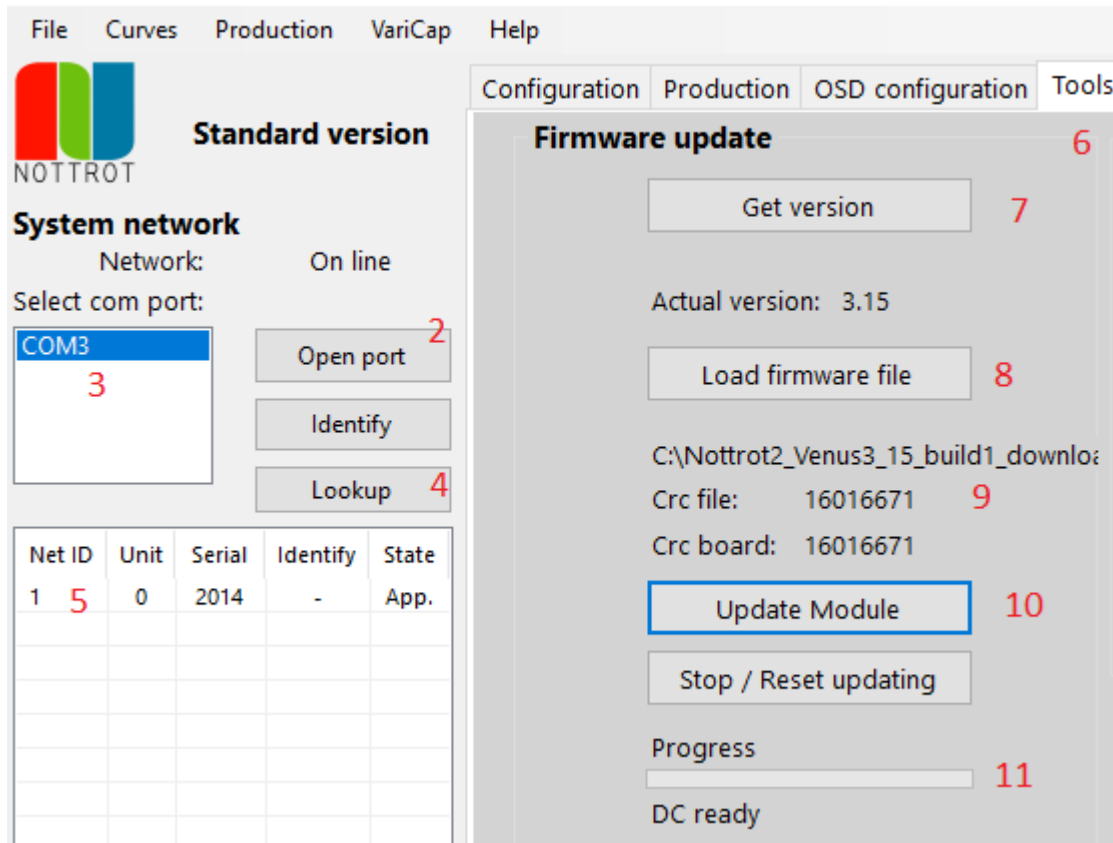 File Curves Production VariCap Help
NOTTROT
Standard version
System network
Network: On line
Select com port:
COM3
3
Open port 2
Identify
Lookup 4
Net ID Unit Serial Identify State
1 5 0 2014 - App.
Configuration Production OSD configuration Tools
Firmware update 6
Get version 7
Actual version: 3.15
Load firmware file 8
C:\Nottrot2_Venus3_15_build1_downloa
Crc file: 16016671 9
Crc board: 16016671
Update Module 10
Stop / Reset updating
Progress
11
DC ready